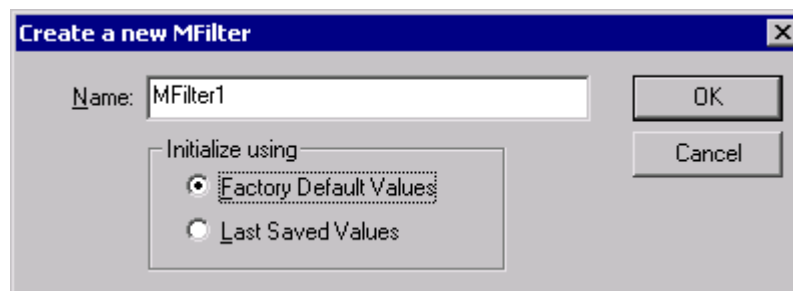 Create a new MFilter
Name: MFilter1
OK
Cancel
Initialize using
Factory Default Values
Last Saved Values